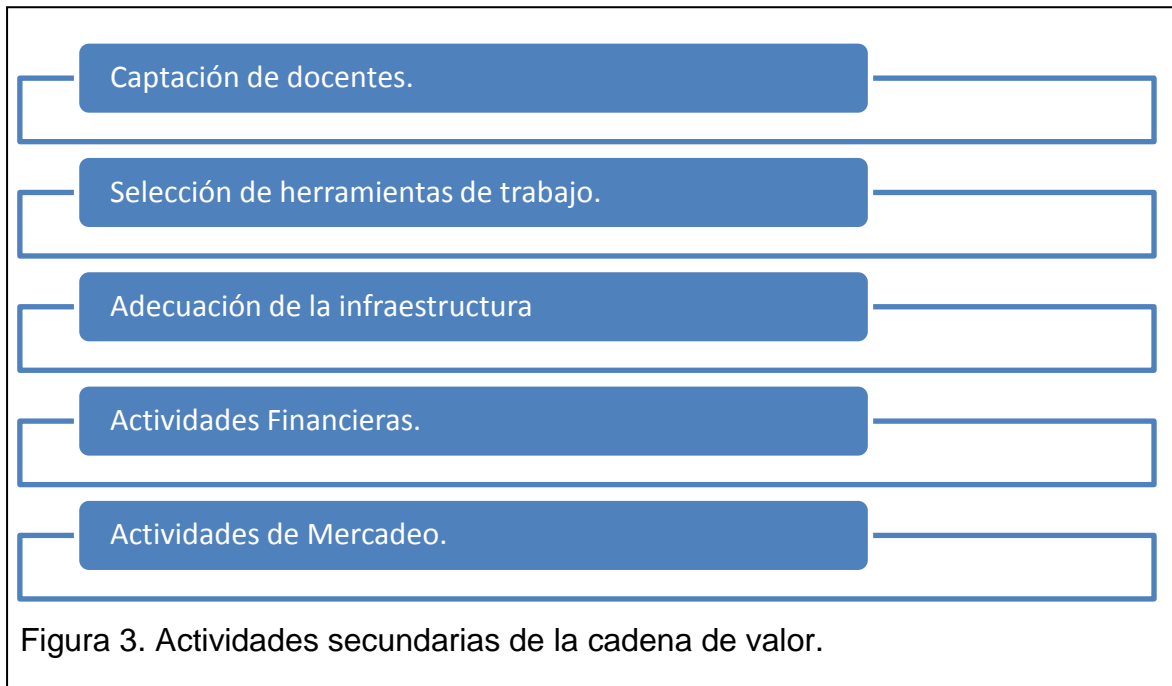 Captación de docentes.
Selección de herramientas de trabajo.
Adecuación de la infraestructura
Actividades Financieras.
Actividades de Mercadeo.
Figura 3. Actividades secundarias de la cadena de valor.